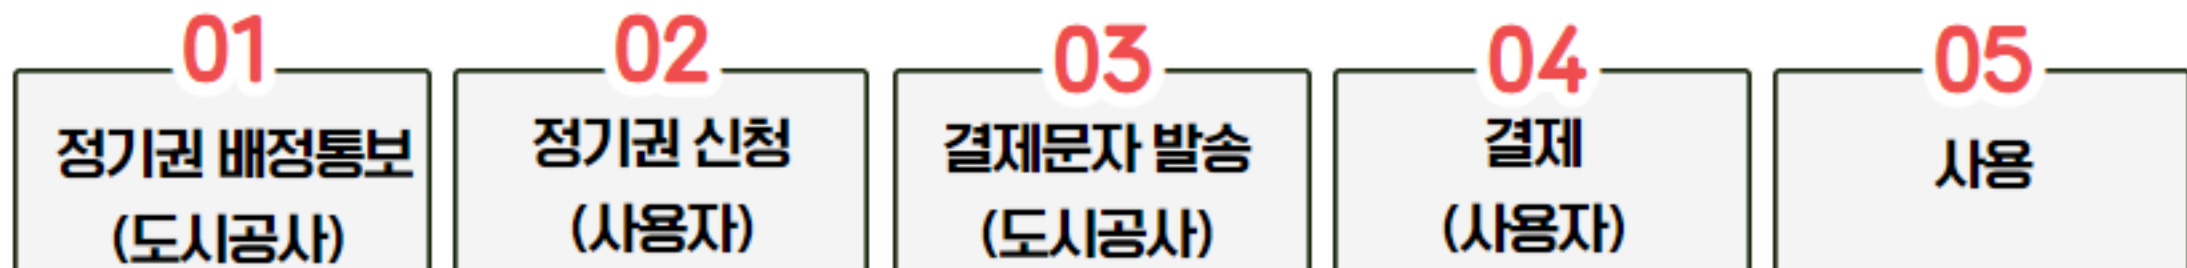 01
정기권 배정통보
(도시공사)
02
정기권 신청
(사용자)
03
결제문자 발송
(도시공사)
04
결제
(사용자)
05
사용